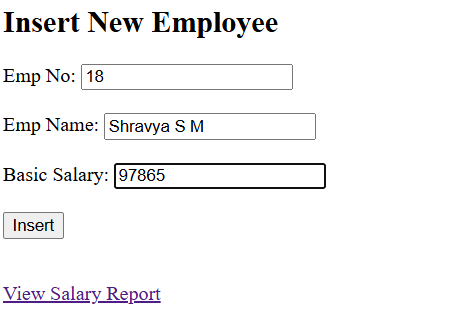 Insert New Employee
Emp No: 18
Emp Name: Shravya S M
Basic Salary: 97865
Insert
View Salary Report